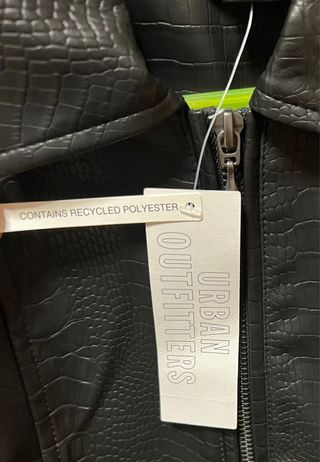 CONTAINS RECYCLED POLYESTER
URBAN
OUTFITTERS